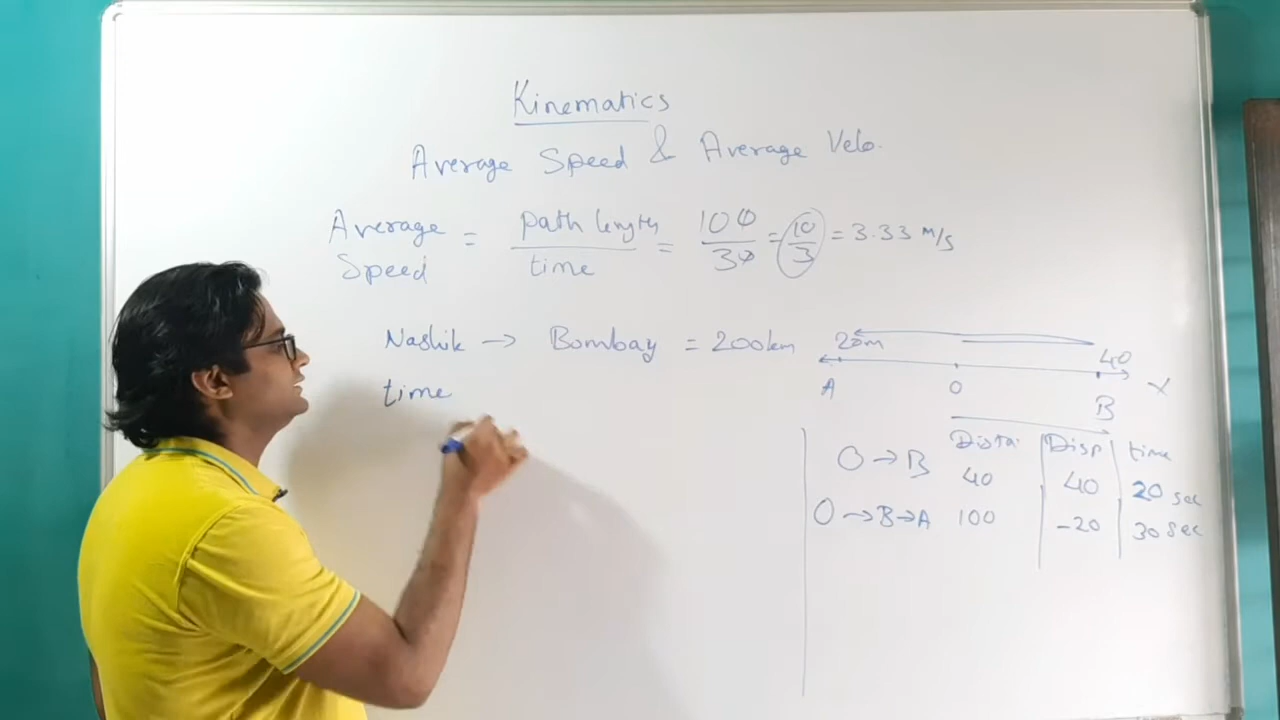 Kinematics
Average Speed & Average Velo.
Average Speed = path length / time = 100 / 30 = 10 / 3 = 3.33 m/s
Nashik → Bombay = 200km
time
20m
40
A O B X
Dista Disp time
O → B 40 40 20 sec
O → B → A 100 -20 30 sec